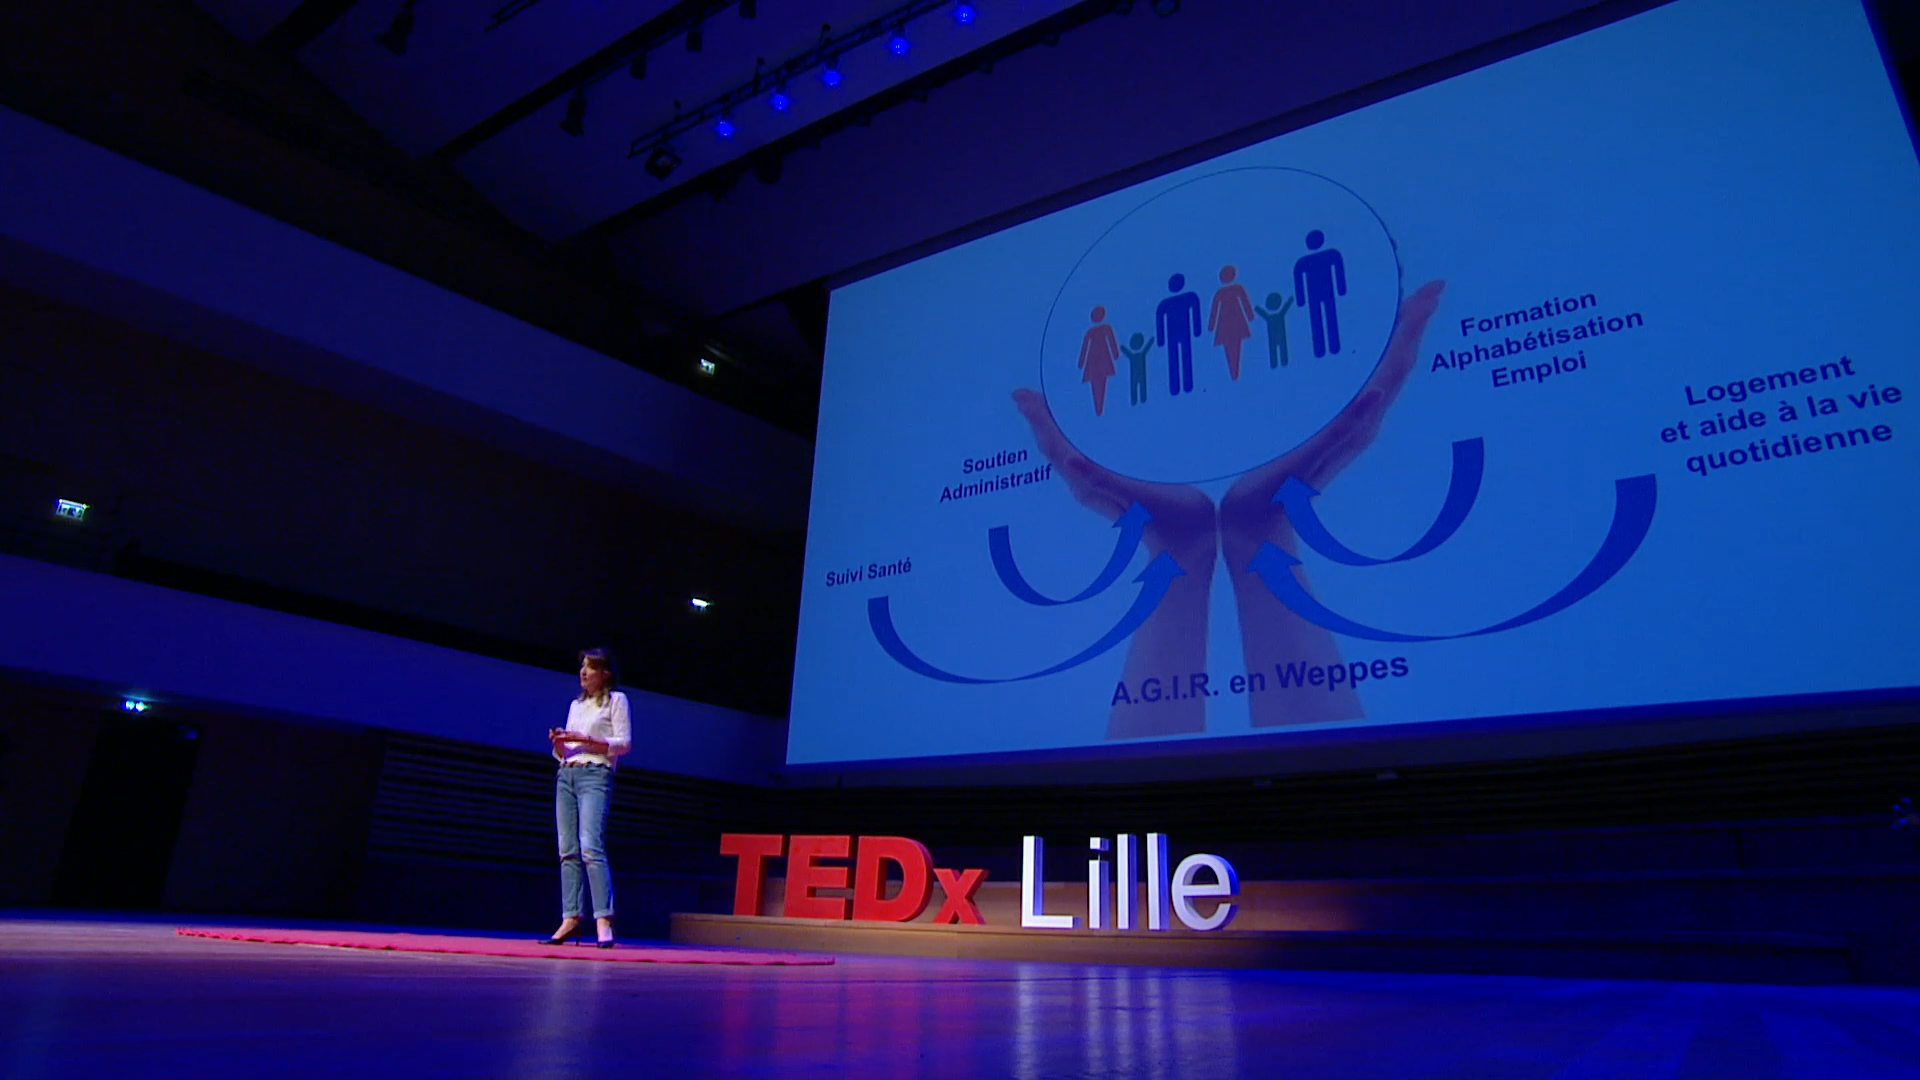 Formation
Alphabétisation
Emploi
Logement
et aide à la vie
quotidienne
Soutien
Administratif
Suivi Santé
A.G.I.R. en Weppes
TEDx Lille